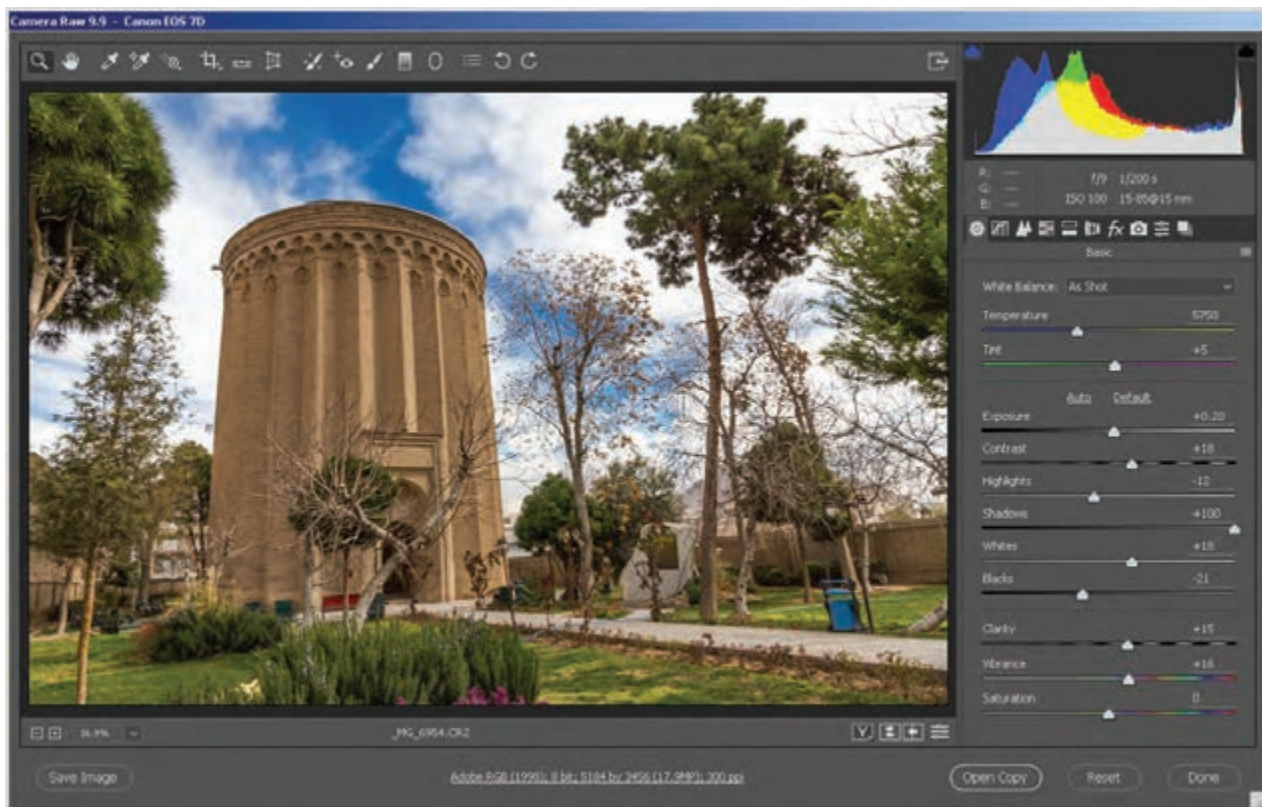 Camera Raw 9.9 - Canon EOS 7D
R: ---
G: ---
B: ---
f/9 1/200 s
ISO 100 15-85@15 mm
fx
Basic
White Balance: As Shot
Temperature 5750
Tint +5
Auto Default
Exposure +0.20
Contrast +18
Highlights -12
Shadows +100
Whites +18
Blacks -21
Clarity +15
Vibrance +16
Saturation 0
16.9% _MG_6954.CR2 Y
Save Image
Adobe RGB (1998); 8 bit; 5184 by 3456 (17.9MP); 300 ppi
Open Copy Reset Done